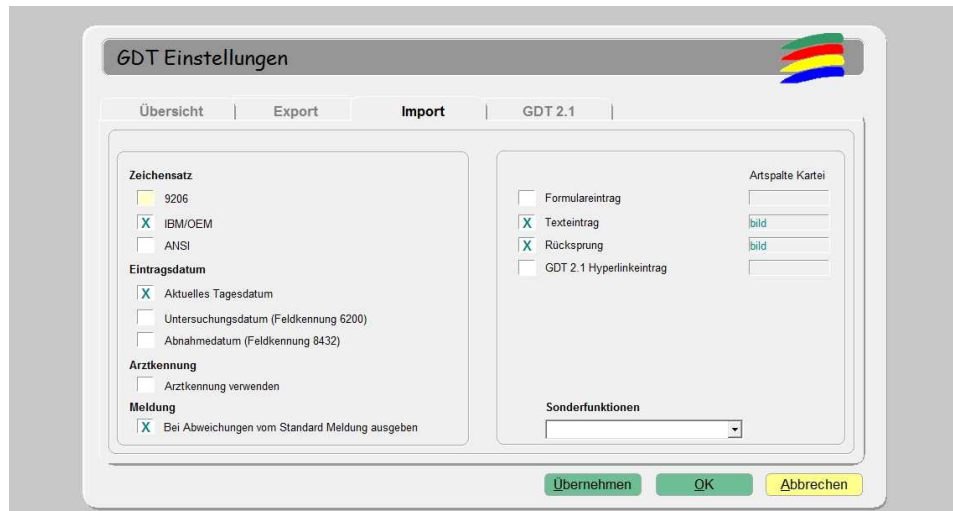 GDT Einstellungen
Übersicht
Export
Import
GDT 2.1
Zeichensatz
9206
X IBM/OEM
ANSI
Eintragsdatum
X Aktuelles Tagesdatum
Untersuchungsdatum (Feldkennung 6200)
Abnahmedatum (Feldkennung 8432)
Arztkennung
Arztkennung verwenden
Meldung
X Bei Abweichungen vom Standard Meldung ausgeben
Artspalte Kartei
Formulareintrag
X Texteintrag bild
X Rücksprung bild
GDT 2.1 Hyperlinkeintrag
Sonderfunktionen
Übernehmen
OK
Abbrechen